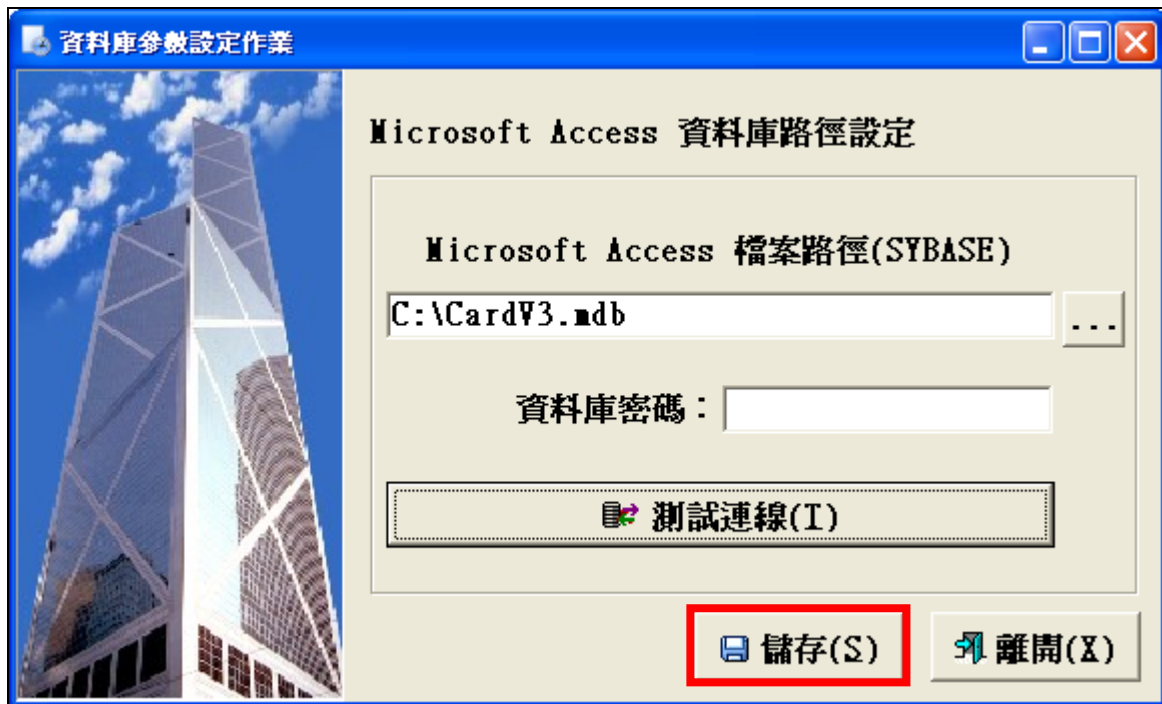 資料庫參數設定作業
Microsoft Access 資料庫路徑設定
Microsoft Access 檔案路徑(SYBASE)
C:\CardV3.mdb
...
資料庫密碼：
測試連線(T)
儲存(S)
離開(X)